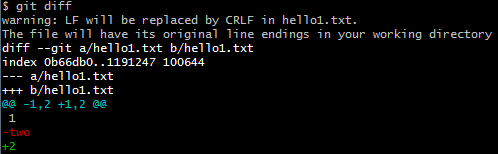 $ git diff
warning: LF will be replaced by CRLF in hello1.txt.
The file will have its original line endings in your working directory
diff --git a/hello1.txt b/hello1.txt
index 0b66db0..1191247 100644
--- a/hello1.txt
+++ b/hello1.txt
@@ -1,2 +1,2 @@
 1
-two
+2